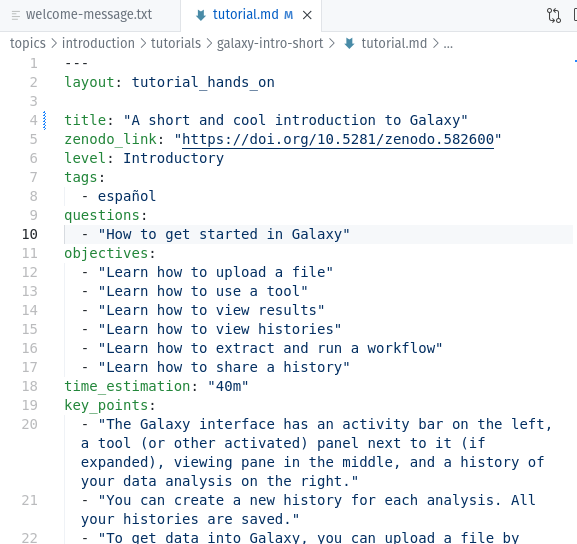 welcome-message.txt tutorial.md M
topics > introduction > tutorials > galaxy-intro-short > tutorial.md > ...
1 ---
2 layout: tutorial_hands_on
3
4 title: "A short and cool introduction to Galaxy"
5 zenodo_link: "https://doi.org/10.5281/zenodo.582600"
6 level: Introductory
7 tags:
8 - español
9 questions:
10 - "How to get started in Galaxy"
11 objectives:
12 - "Learn how to upload a file"
13 - "Learn how to use a tool"
14 - "Learn how to view results"
15 - "Learn how to view histories"
16 - "Learn how to extract and run a workflow"
17 - "Learn how to share a history"
18 time_estimation: "40m"
19 key_points:
20 - "The Galaxy interface has an activity bar on the left,
a tool (or other activated) panel next to it (if
expanded), viewing pane in the middle, and a history of
your data analysis on the right."
21 - "You can create a new history for each analysis. All
your histories are saved."
22 - "To get data into Galaxy, you can upload a file by